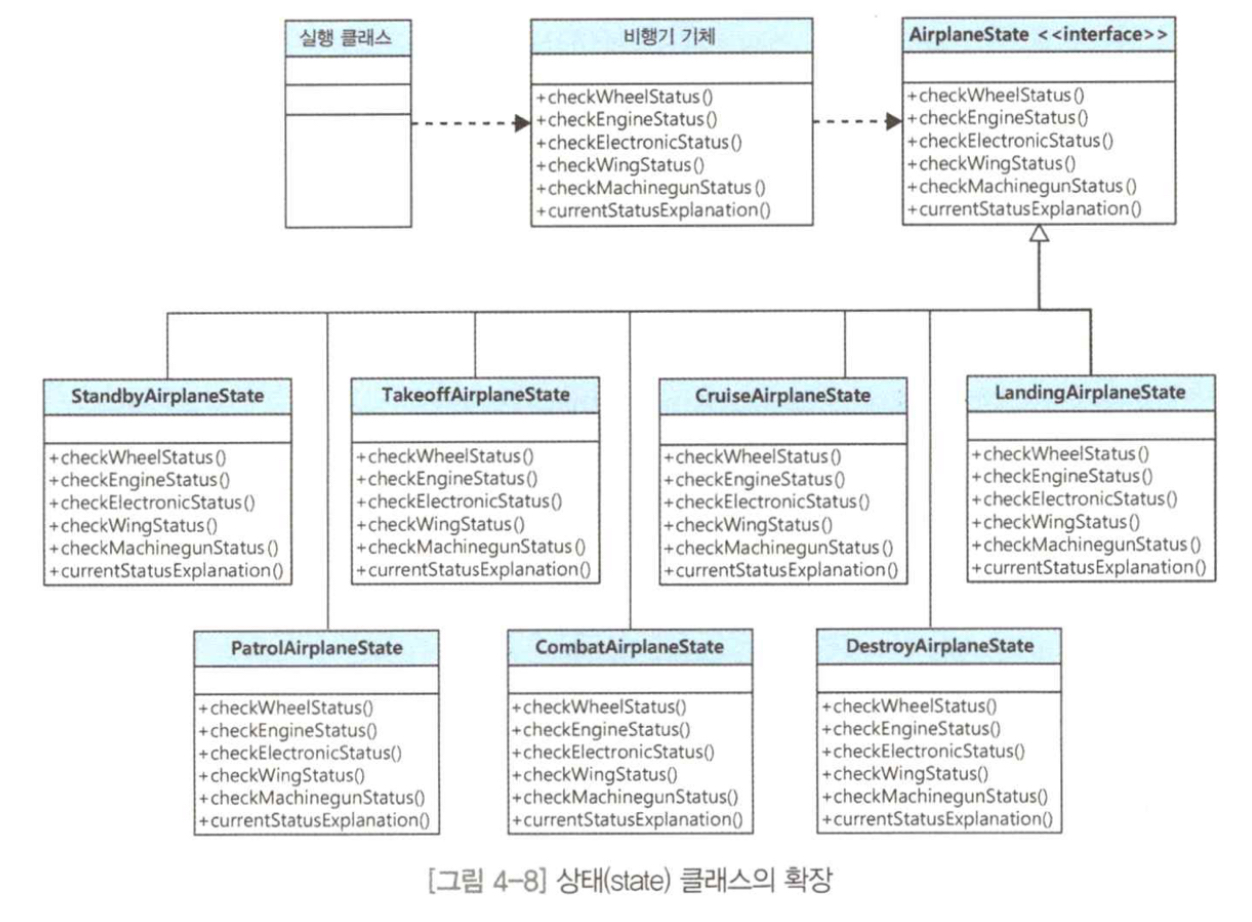 실행 클래스
비행기 기체
+checkWheelStatus()
+checkEngineStatus()
+checkElectronicStatus()
+checkWingStatus()
+checkMachinegunStatus()
+currentStatusExplanation()
AirplaneState <<interface>>
+checkWheelStatus()
+checkEngineStatus()
+checkElectronicStatus()
+checkWingStatus()
+checkMachinegunStatus()
+currentStatusExplanation()
StandbyAirplaneState
+checkWheelStatus()
+checkEngineStatus()
+checkElectronicStatus()
+checkWingStatus()
+checkMachinegunStatus()
+currentStatusExplanation()
TakeoffAirplaneState
+checkWheelStatus()
+checkEngineStatus()
+checkElectronicStatus()
+checkWingStatus()
+checkMachinegunStatus()
+currentStatusExplanation()
CruiseAirplaneState
+checkWheelStatus()
+checkEngineStatus()
+checkElectronicStatus()
+checkWingStatus()
+checkMachinegunStatus()
+currentStatusExplanation()
LandingAirplaneState
+checkWheelStatus()
+checkEngineStatus()
+checkElectronicStatus()
+checkWingStatus()
+checkMachinegunStatus()
+currentStatusExplanation()
PatrolAirplaneState
+checkWheelStatus()
+checkEngineStatus()
+checkElectronicStatus()
+checkWingStatus()
+checkMachinegunStatus()
+currentStatusExplanation()
CombatAirplaneState
+checkWheelStatus()
+checkEngineStatus()
+checkElectronicStatus()
+checkWingStatus()
+checkMachinegunStatus()
+currentStatusExplanation()
DestroyAirplaneState
+checkWheelStatus()
+checkEngineStatus()
+checkElectronicStatus()
+checkWingStatus()
+checkMachinegunStatus()
+currentStatusExplanation()
[그림 4-8] 상태(state) 클래스의 확장